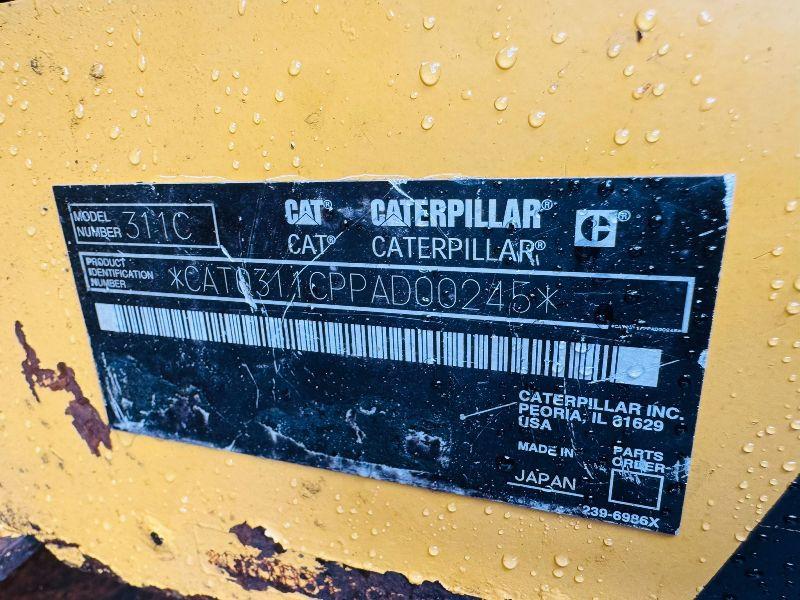 MODEL NUMBER 311C
CAT® CATERPILLAR®
CAT® CATERPILLAR®
PRODUCT
IDENTIFICATION
NUMBER
*CAT0311CPPAD00245*
CATERPILLAR INC.
PEORIA, IL 61629
USA
MADE IN
JAPAN
PARTS
ORDER
239-6986X